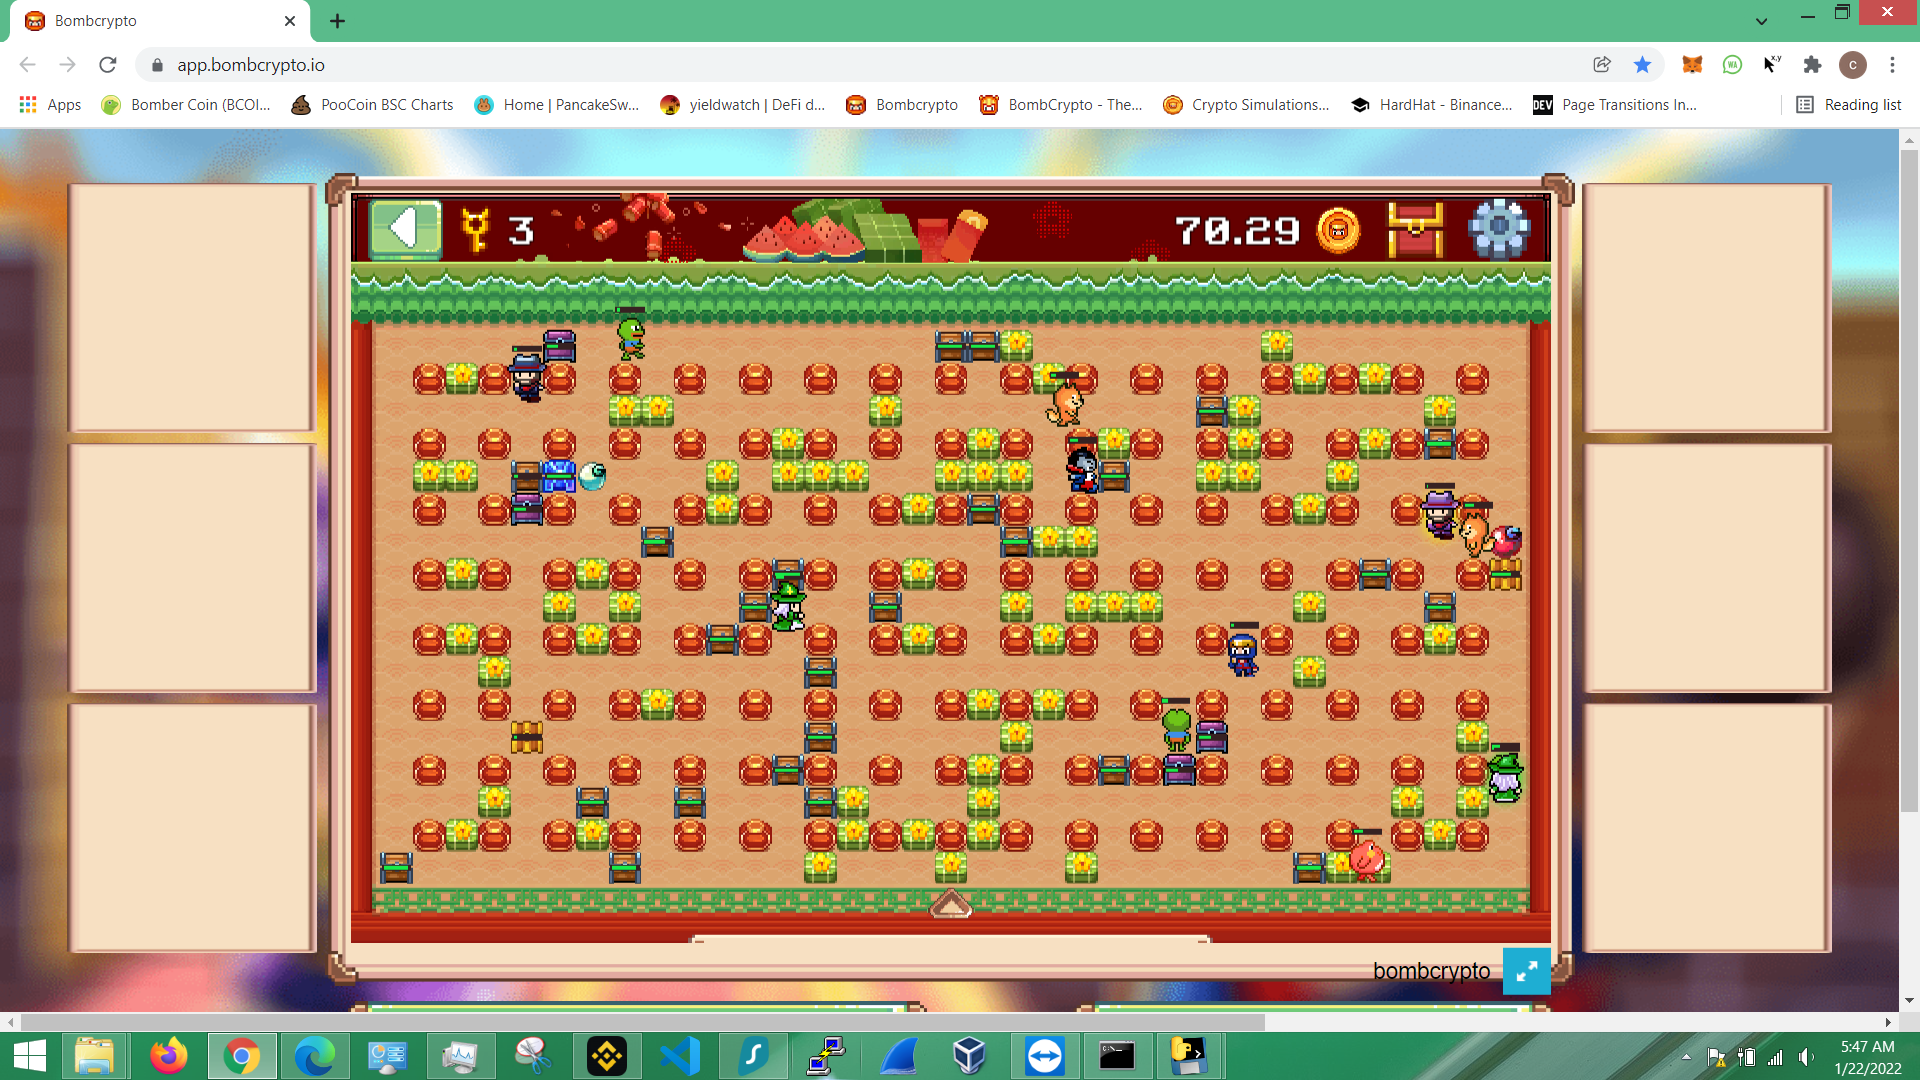 Bombcrypto
app.bombcrypto.io
Apps
Bomber Coin (BCOI...
PooCoin BSC Charts
Home | PancakeSw...
yieldwatch | DeFi d...
Bombcrypto
BombCrypto - The...
Crypto Simulations...
HardHat - Binance...
DEV
Page Transitions In...
Reading list
WA
x,y
C
3
70.29
bombcrypto
5:47 AM
1/22/2022